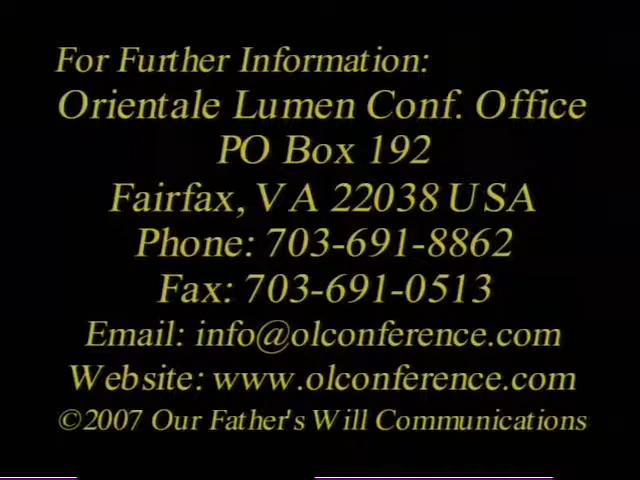 For Further Information:
Orientale Lumen Conf. Office
PO Box 192
Fairfax, VA 22038 USA
Phone: 703-691-8862
Fax: 703-691-0513
Email: info@olconference.com
Website: www.olconference.com
©2007 Our Father's Will Communications